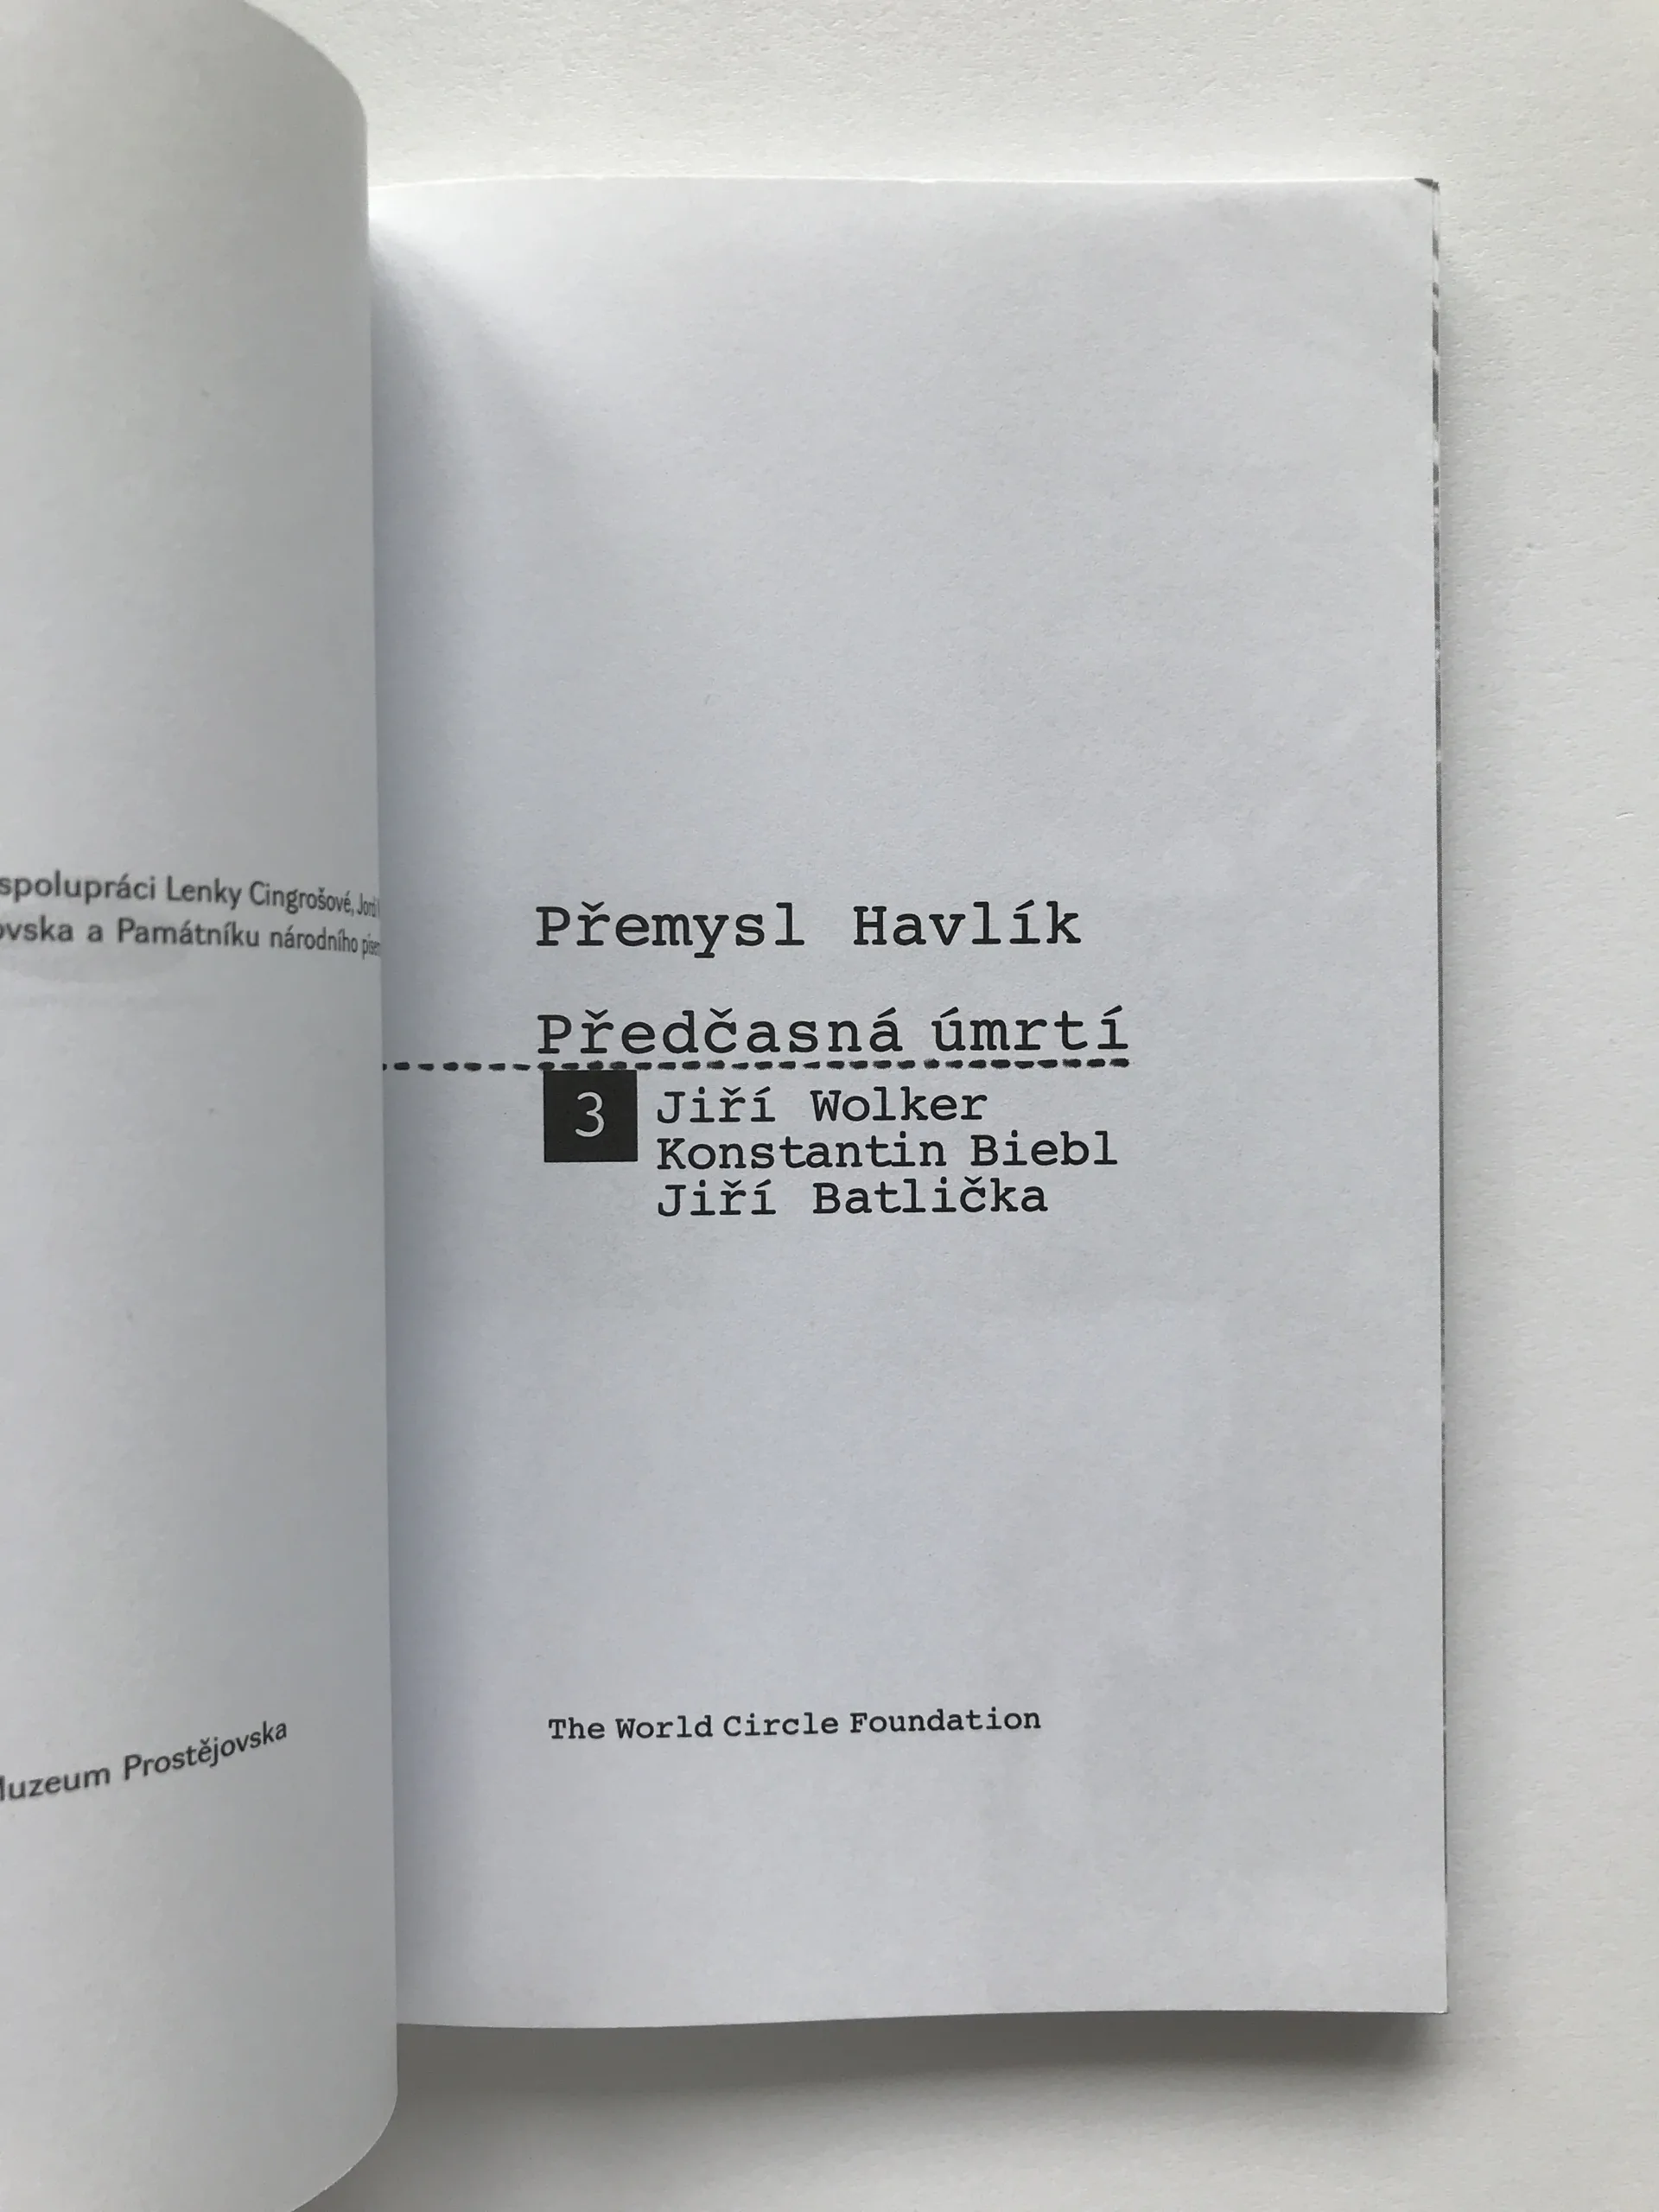 spolupráci Lenky Cingrošové,
a Památníku národního
Muzeum Prostějovska
Přemysl Havlík
Předčasná úmrtí
3
Jiří Wolker
Konstantin Biebl
Jiří Batlička
The World Circle Foundation